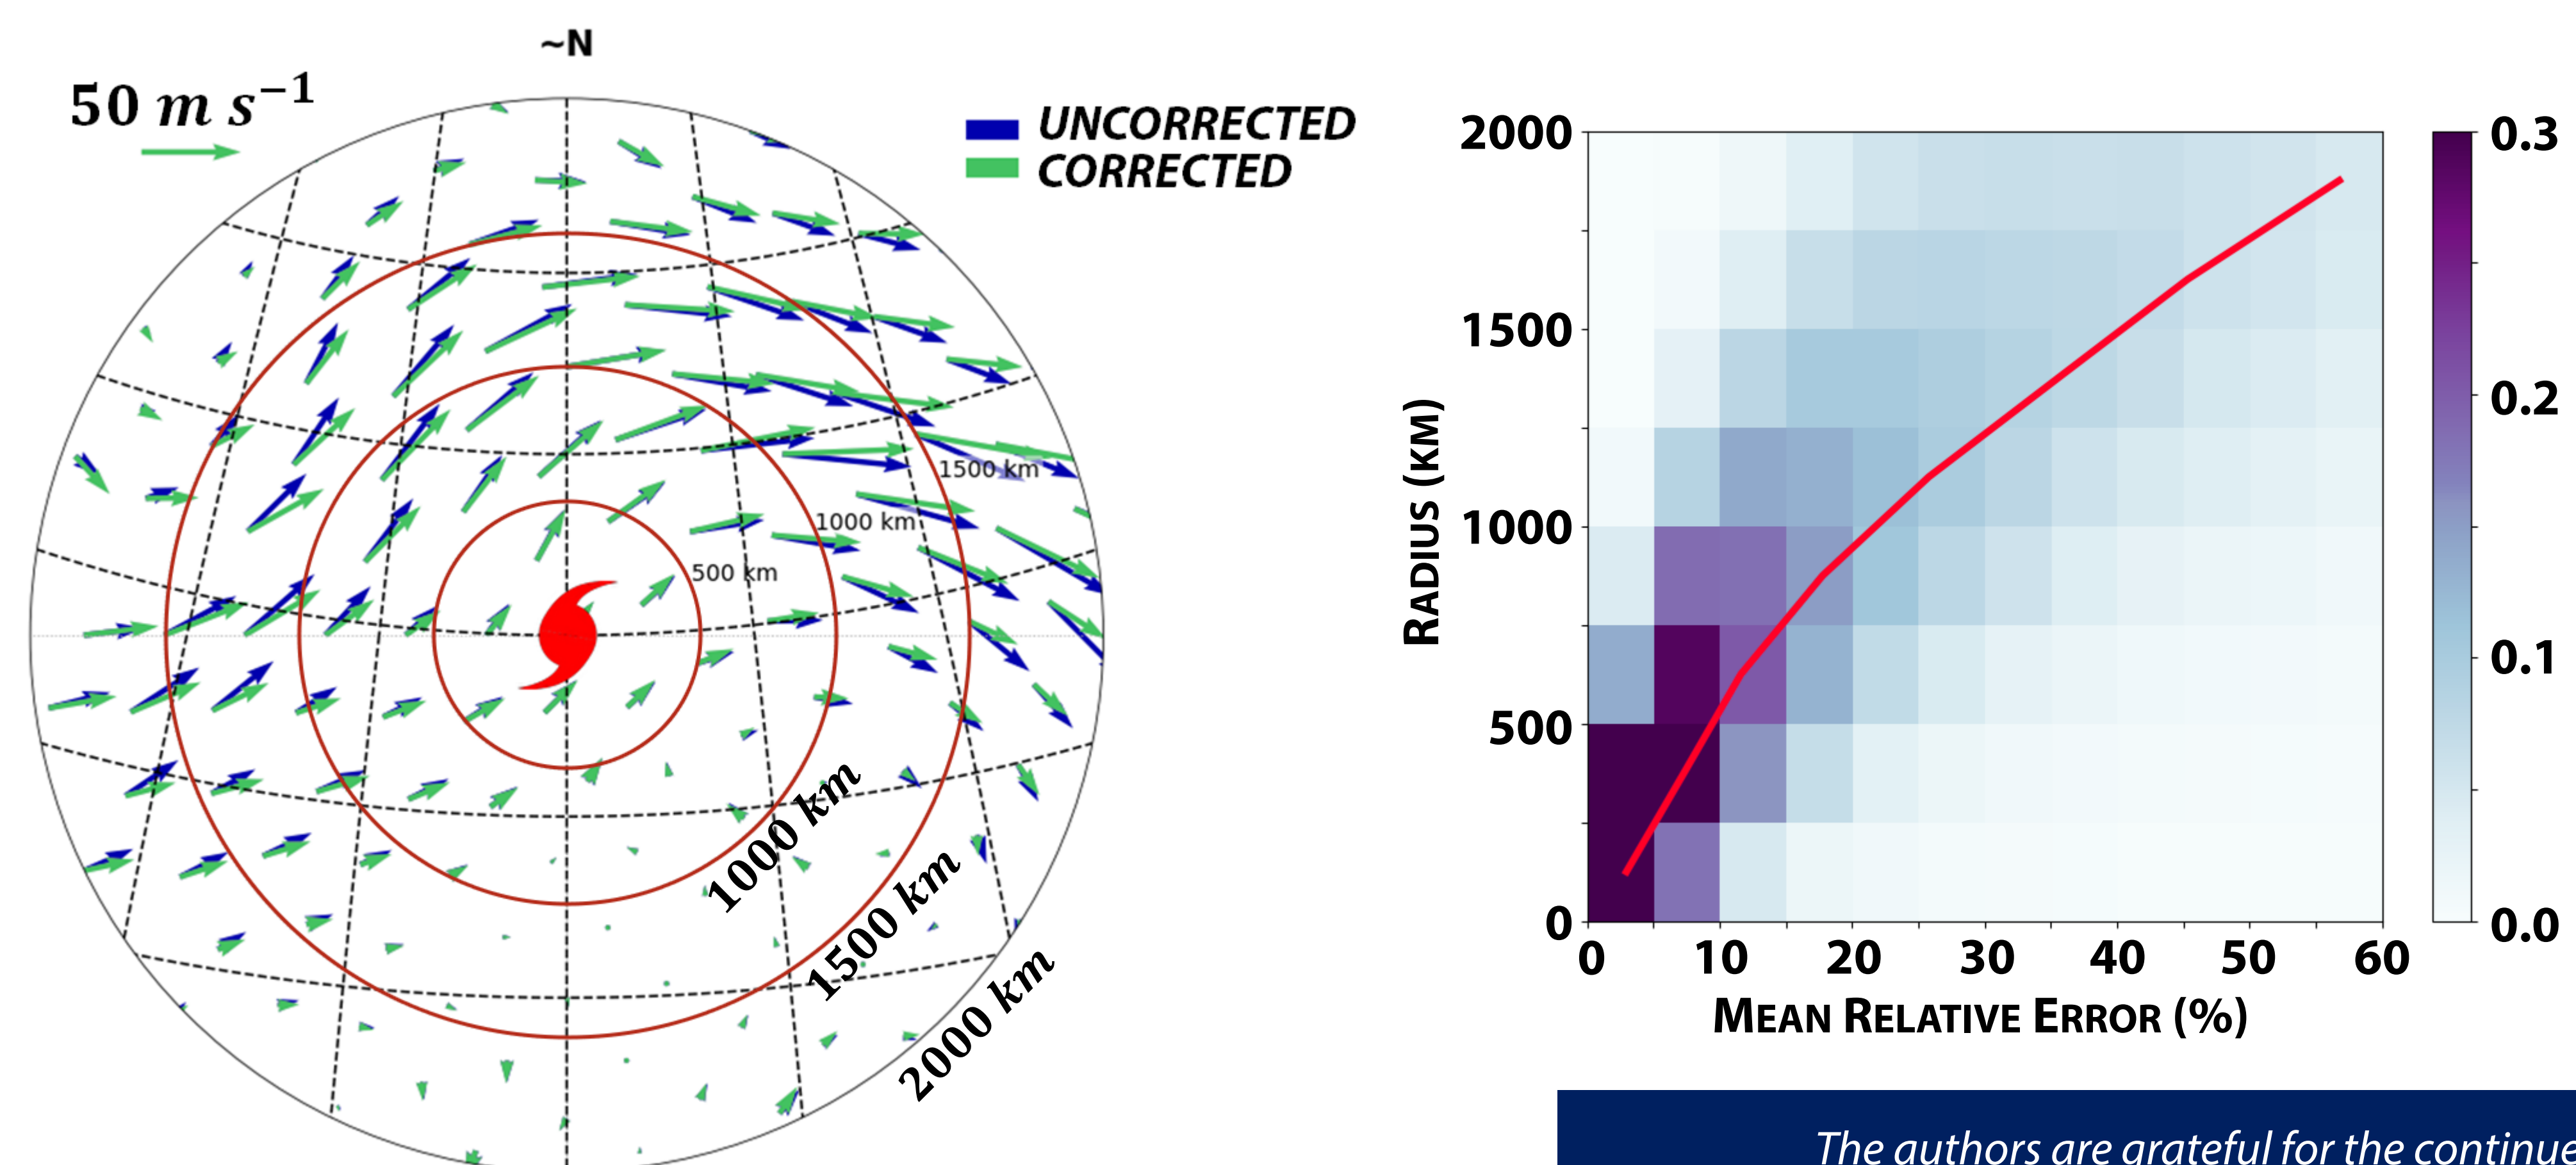 ~N
50 m s⁻¹
UNCORRECTED
CORRECTED
1500 km
1000 km
500 km
1000 km
1500 km
2000 km
2000
1500
1000
500
0
RADIUS (KM)
0 10 20 30 40 50 60
MEAN RELATIVE ERROR (%)
0.3
0.2
0.1
0.0
The authors are grateful for the continue